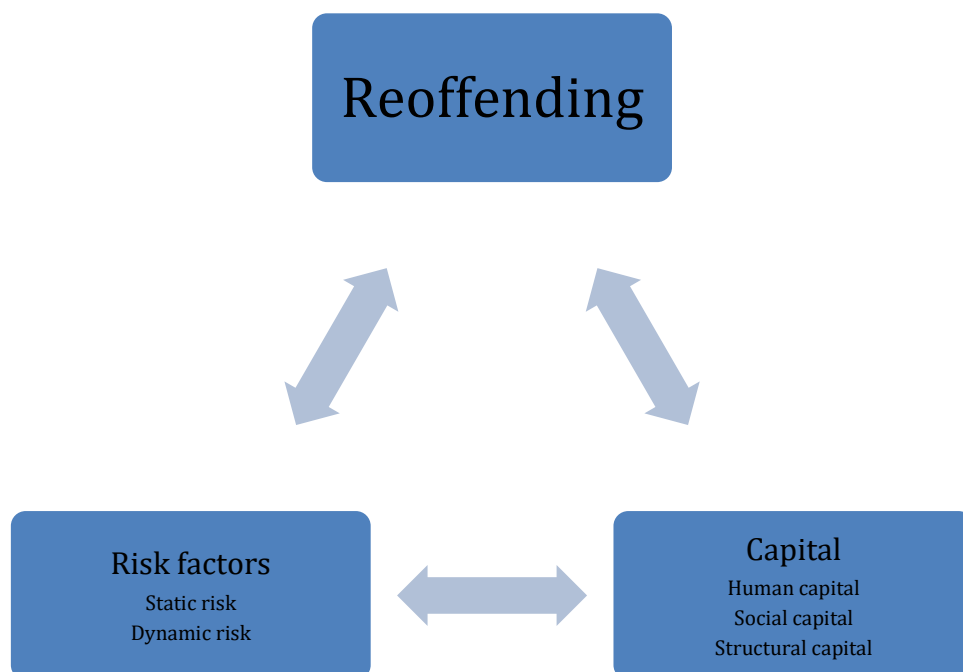 Reoffending
Risk factors
Static risk
Dynamic risk
Capital
Human capital
Social capital
Structural capital